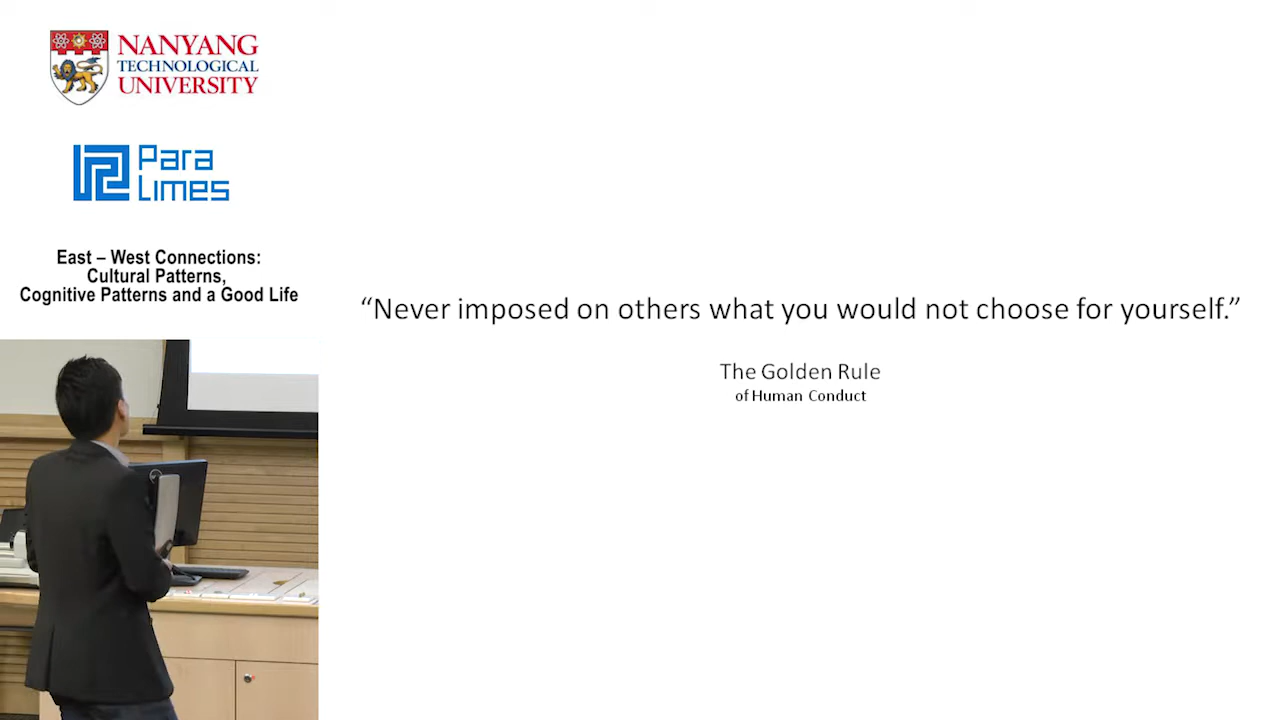 NANYANG
TECHNOLOGICAL
UNIVERSITY
Para
Limes
East – West Connections:
Cultural Patterns,
Cognitive Patterns and a Good Life
“Never imposed on others what you would not choose for yourself.”
The Golden Rule
of Human Conduct